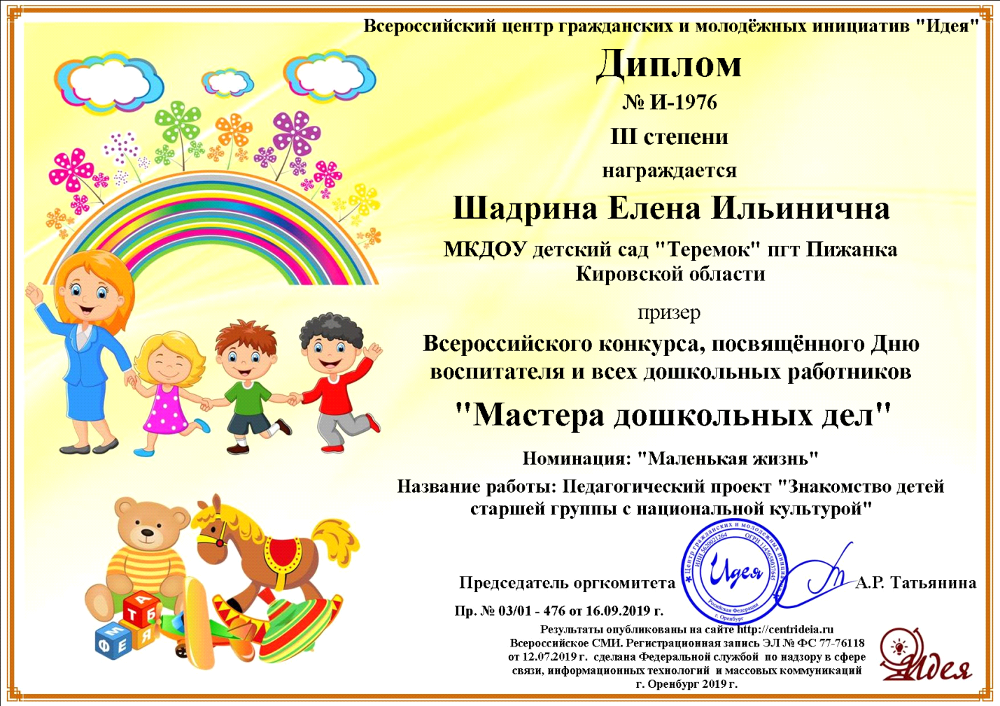 Всероссийский центр гражданских и молодёжных инициатив "Идея"
Диплом
№ И-1976
III степени
награждается
Шадрина Елена Ильинична
МКДОУ детский сад "Теремок" пгт Пижанка
Кировской области
призер
Всероссийского конкурса, посвящённого Дню
воспитателя и всех дошкольных работников
"Мастера дошкольных дел"
Номинация: "Маленькая жизнь"
Название работы: Педагогический проект "Знакомство детей
старшей группы с национальной культурой"
Центр гражданских и молодежных инициатив
ИНН 5620021264 ОГРН 1145658037645
Идея
Российская Федерация
г. Оренбург
Председатель оргкомитета А.Р. Татьянина
Пр. № 03/01 - 476 от 16.09.2019 г.
Результаты опубликованы на сайте http://centrideia.ru
Всероссийское СМИ. Регистрационная запись ЭЛ № ФС 77-76118
от 12.07.2019 г. сделана Федеральной службой по надзору в сфере
связи, информационных технологий и массовых коммуникаций
г. Оренбург 2019 г.
Идея
А
Т Б
М Ф Е Я